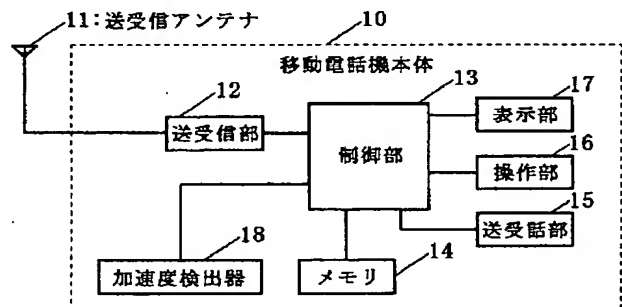 11:送受信アンテナ
10
移動電話機本体
12
送受信部
13
制御部
17
表示部
16
操作部
15
送受話部
18
加速度検出器
14
メモリ